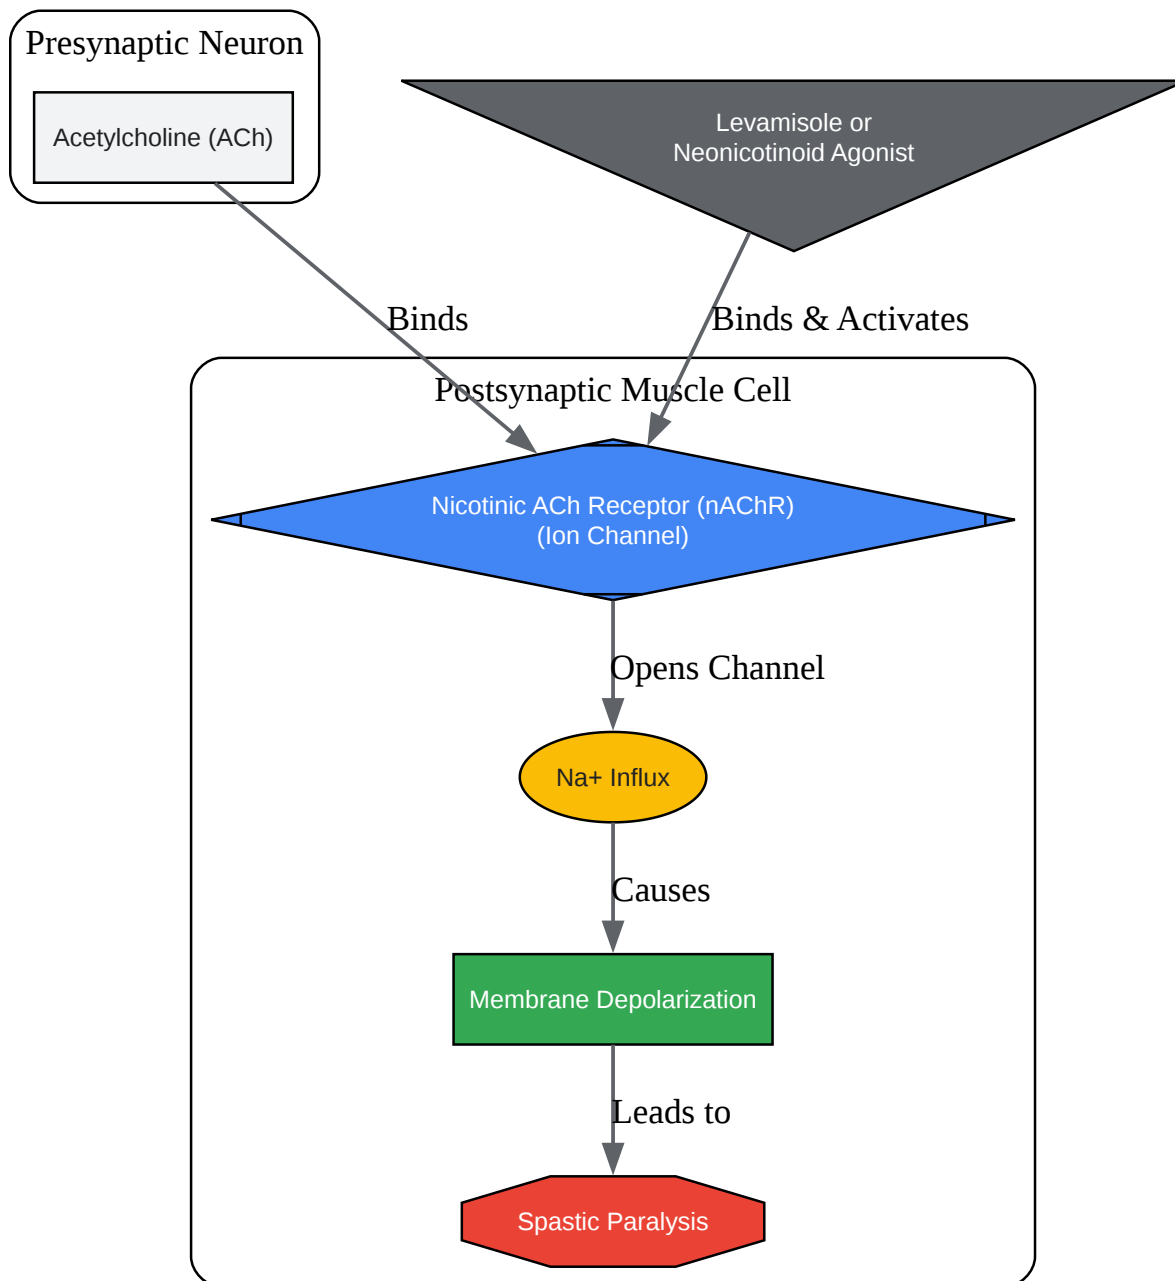 Presynaptic Neuron
Acetylcholine (ACh)
Levamisole or
Neonicotinoid Agonist
Binds
Binds & Activates
Postsynaptic Muscle Cell
Nicotinic ACh Receptor (nAChR)
(Ion Channel)
Opens Channel
Na+ Influx
Causes
Membrane Depolarization
Leads to
Spastic Paralysis